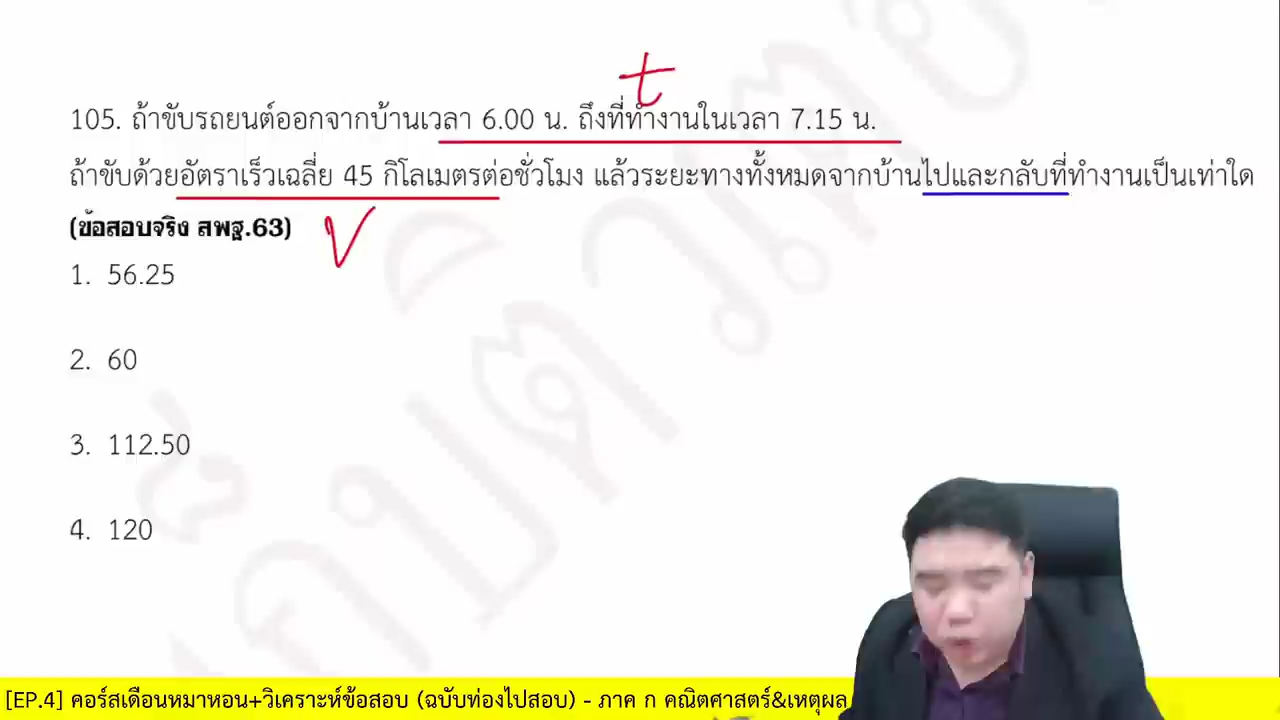 t
105. ถ้าขับรถยนต์ออกจากบ้านเวลา 6.00 น. ถึงที่ทำงานในเวลา 7.15 น.
ถ้าขับด้วยอัตราเร็วเฉลี่ย 45 กิโลเมตรต่อชั่วโมง แล้วระยะทางทั้งหมดจากบ้านไปและกลับที่ทำงานเป็นเท่าใด
(ข้อสอบจริง สพฐ.63)
V
1. 56.25
2. 60
3. 112.50
4. 120
[EP.4] คอร์สเดือนหมาหอน+วิเคราะห์ข้อสอบ (ฉบับท่องไปสอบ) - ภาค ก คณิตศาสตร์&เหตุผล